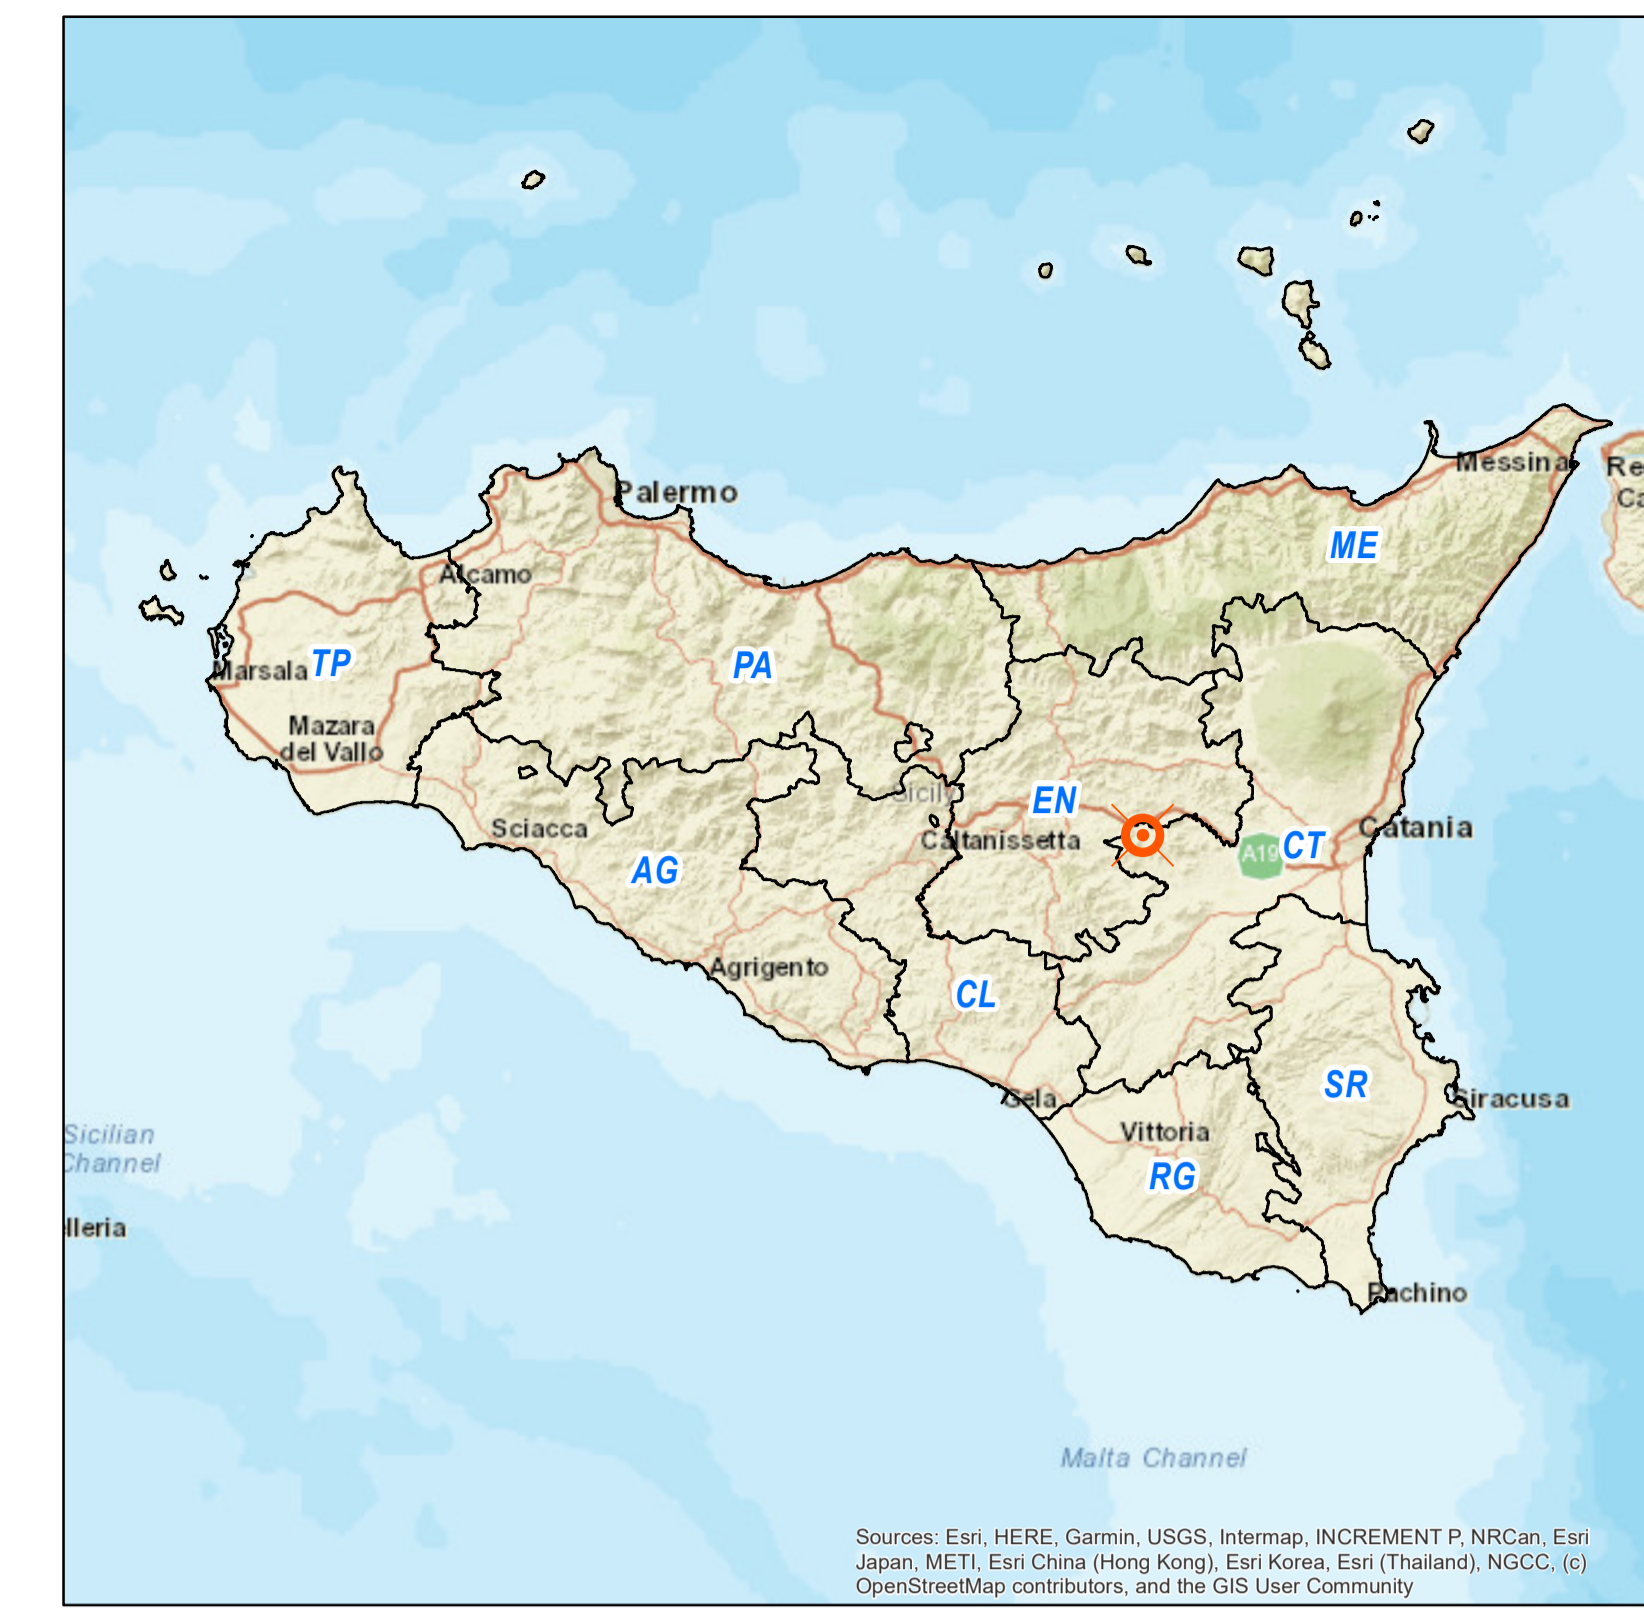 Palermo
Messina
Re
Ca
ME
Alcamo
Marsala
TP
PA
Mazara
del Vallo
Sicily
EN
Sciacca
Caltanissetta
A19
CT
Catania
AG
Agrigento
CL
SR
Gela
Siracusa
Vittoria
Sicilian
Channel
RG
lleria
Pachino
Malta Channel
Sources: Esri, HERE, Garmin, USGS, Intermap, INCREMENT P, NRCan, Esri
Japan, METI, Esri China (Hong Kong), Esri Korea, Esri (Thailand), NGCC, (c)
OpenStreetMap contributors, and the GIS User Community